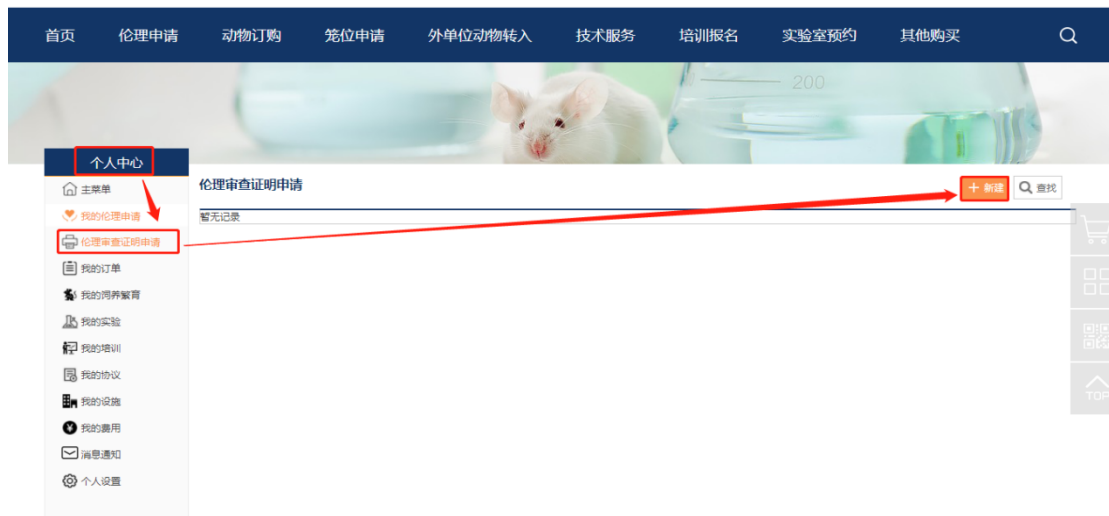 首页 伦理申请 动物订购 笼位申请 外单位动物转入 技术服务 培训报名 实验室预约 其他购买
200
个人中心
主菜单
我的伦理申请
伦理审查证明申请
我的订单
我的饲养繁育
我的实验
我的培训
我的协议
我的设施
我的费用
消息通知
个人设置
伦理审查证明申请
+ 新建 查找
暂无记录
TOP